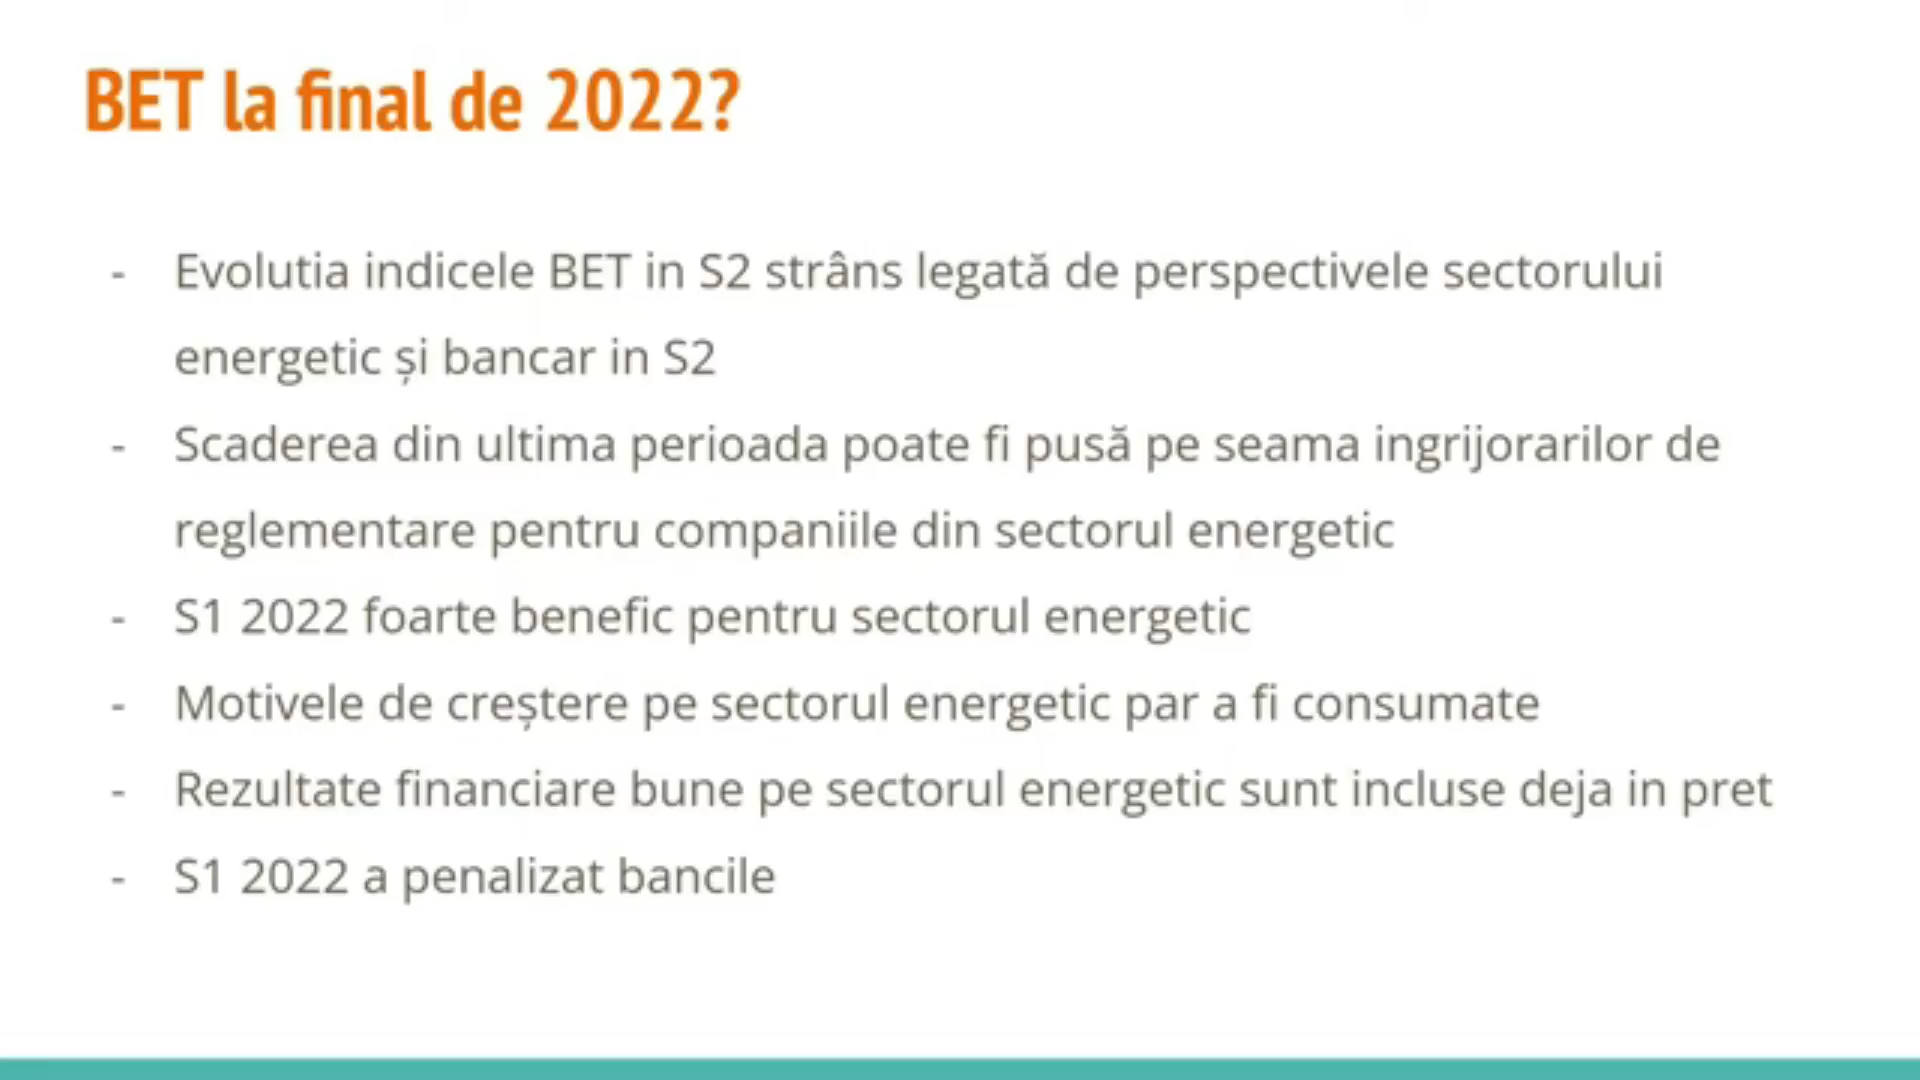 BET la final de 2022?
- Evolutia indicele BET in S2 strâns legată de perspectivele sectorului
energetic și bancar in S2
- Scaderea din ultima perioada poate fi pusă pe seama ingrijorarilor de
reglementare pentru companiile din sectorul energetic
- S1 2022 foarte benefic pentru sectorul energetic
- Motivele de creștere pe sectorul energetic par a fi consumate
- Rezultate financiare bune pe sectorul energetic sunt incluse deja in pret
- S1 2022 a penalizat bancile